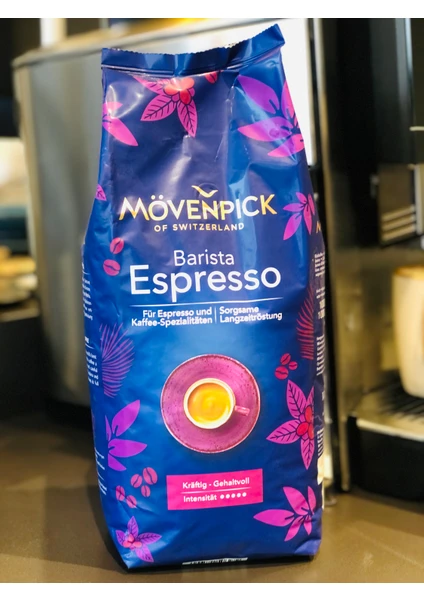 MÖVENPICK
OF SWITZERLAND
Barista
Espresso
Für Espresso und
Kaffee-Spezialitäten
Sorgsame
Langzeitröstung
Kräftig - Gehaltvoll
Intensität